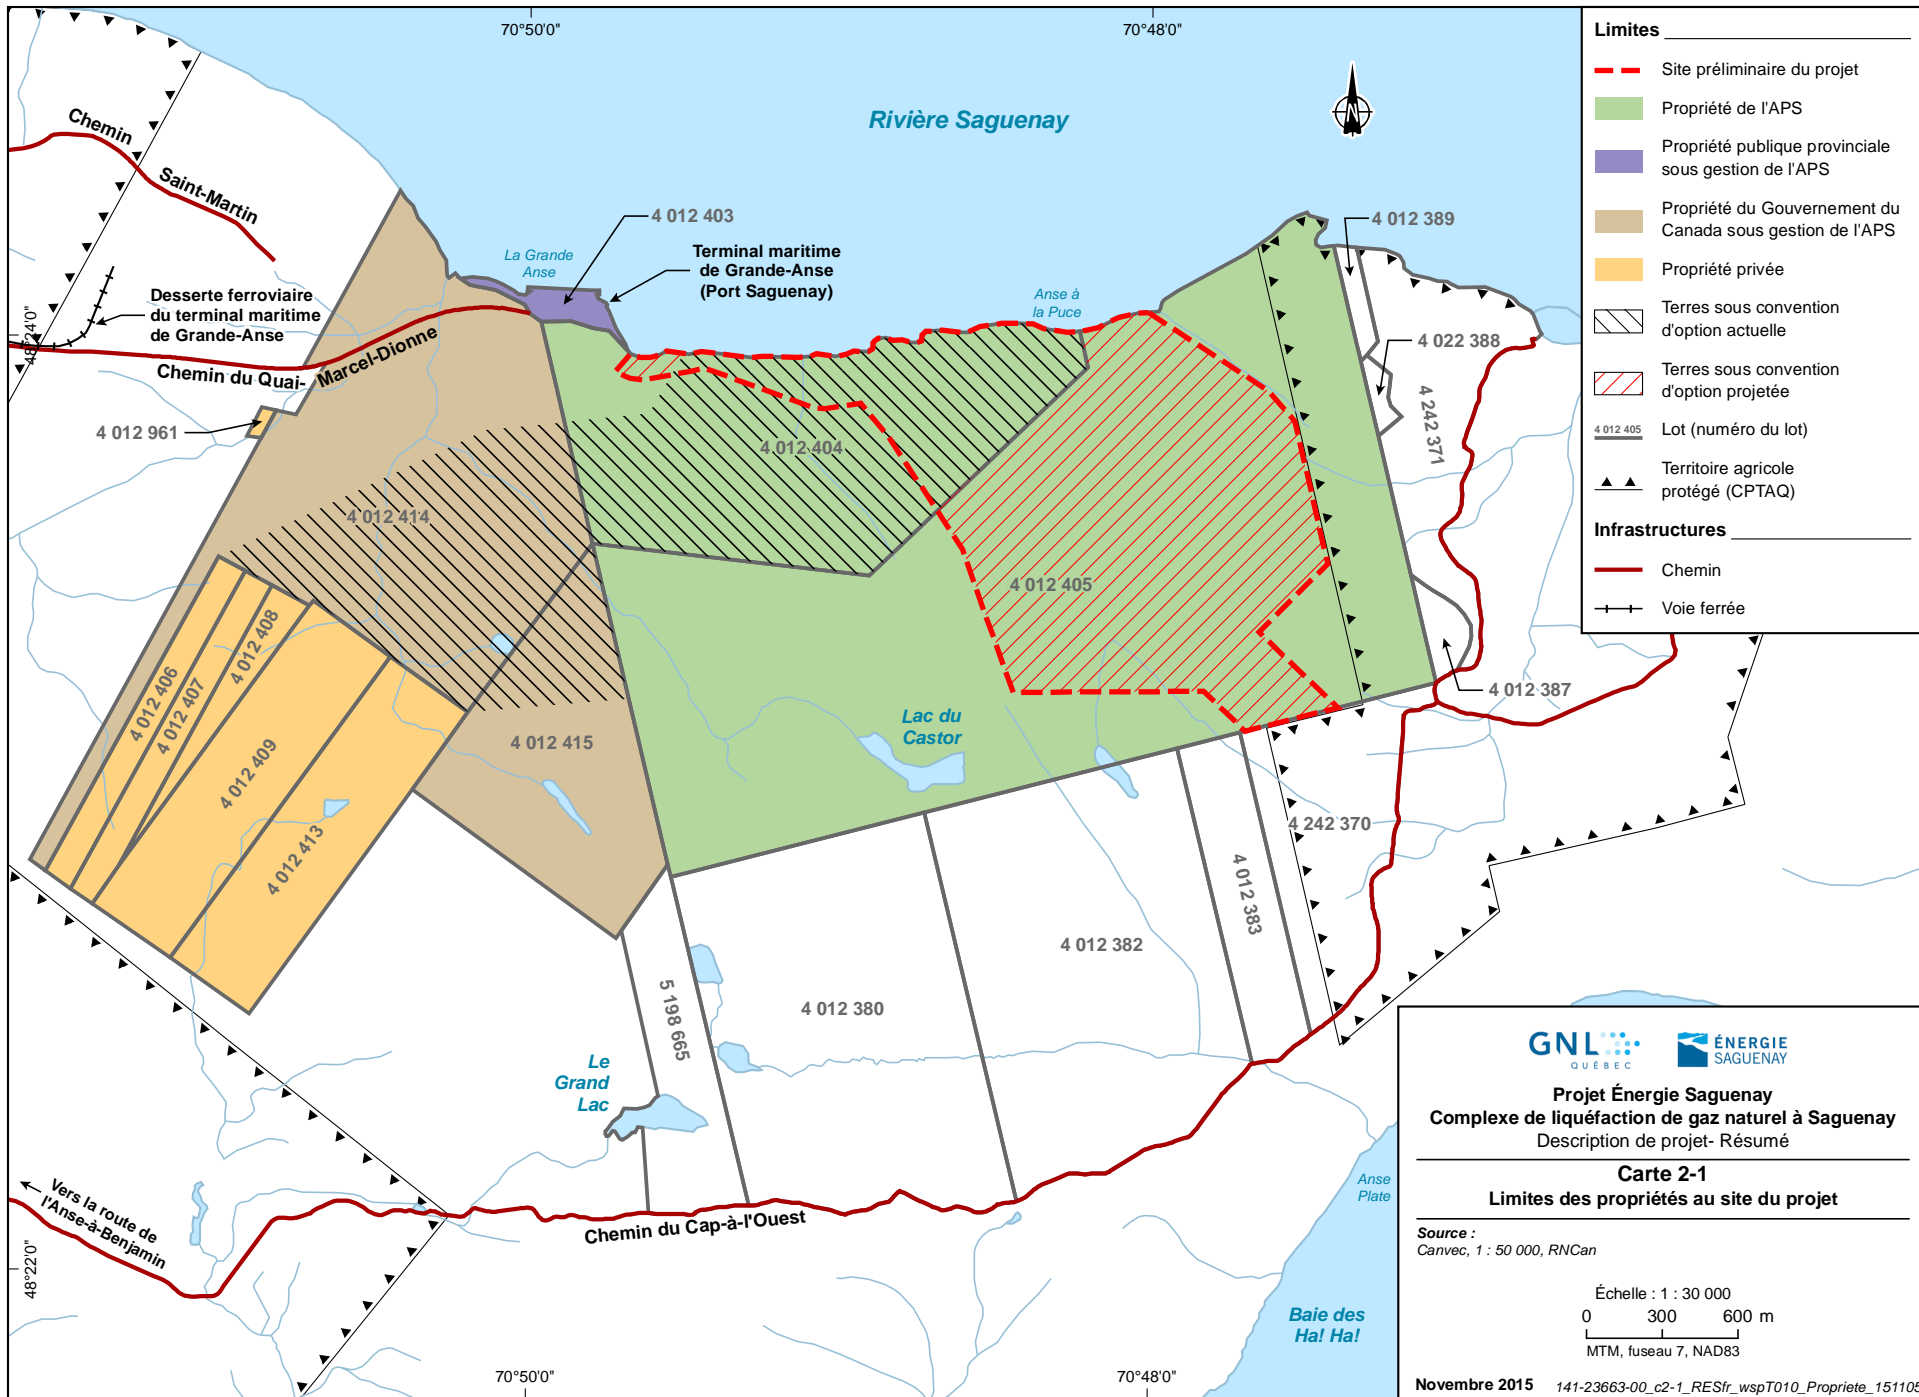 70°50'0"
70°48'0"
Rivière Saguenay
Chemin
Saint-Martin
4 012 403
Terminal maritime
de Grande-Anse
(Port Saguenay)
La Grande
Anse
Anse à
la Puce
4 012 389
4 022 388
4 242 371
Desserte ferroviaire
du terminal maritime
de Grande-Anse
48°24'0"
Chemin du Quai-Marcel-Dionne
4 012 961
4 012 404
4 012 414
4 012 405
4 012 406
4 012 407
4 012 408
4 012 409
4 012 413
4 012 415
4 012 387
Lac du
Castor
4 242 370
4 012 383
4 012 382
4 012 380
5 198 665
Le
Grand
Lac
Vers la route de
l'Anse-à-Benjamin
Chemin du Cap-à-l'Ouest
48°22'0"
Anse
Plate
Baie des
Ha! Ha!
70°50'0"
70°48'0"
Limites
Site préliminaire du projet
Propriété de l'APS
Propriété publique provinciale
sous gestion de l'APS
Propriété du Gouvernement du
Canada sous gestion de l'APS
Propriété privée
Terres sous convention
d'option actuelle
Terres sous convention
d'option projetée
4 012 405 Lot (numéro du lot)
Territoire agricole
protégé (CPTAQ)
Infrastructures
Chemin
Voie ferrée
GNL
QUÉBEC
ÉNERGIE
SAGUENAY
Projet Énergie Saguenay
Complexe de liquéfaction de gaz naturel à Saguenay
Description de projet- Résumé
Carte 2-1
Limites des propriétés au site du projet
Source :
Canvec, 1 : 50 000, RNCan
Échelle : 1 : 30 000
0 300 600 m
MTM, fuseau 7, NAD83
Novembre 2015 141-23663-00_c2-1_RESfr_wspT010_Propriete_151105